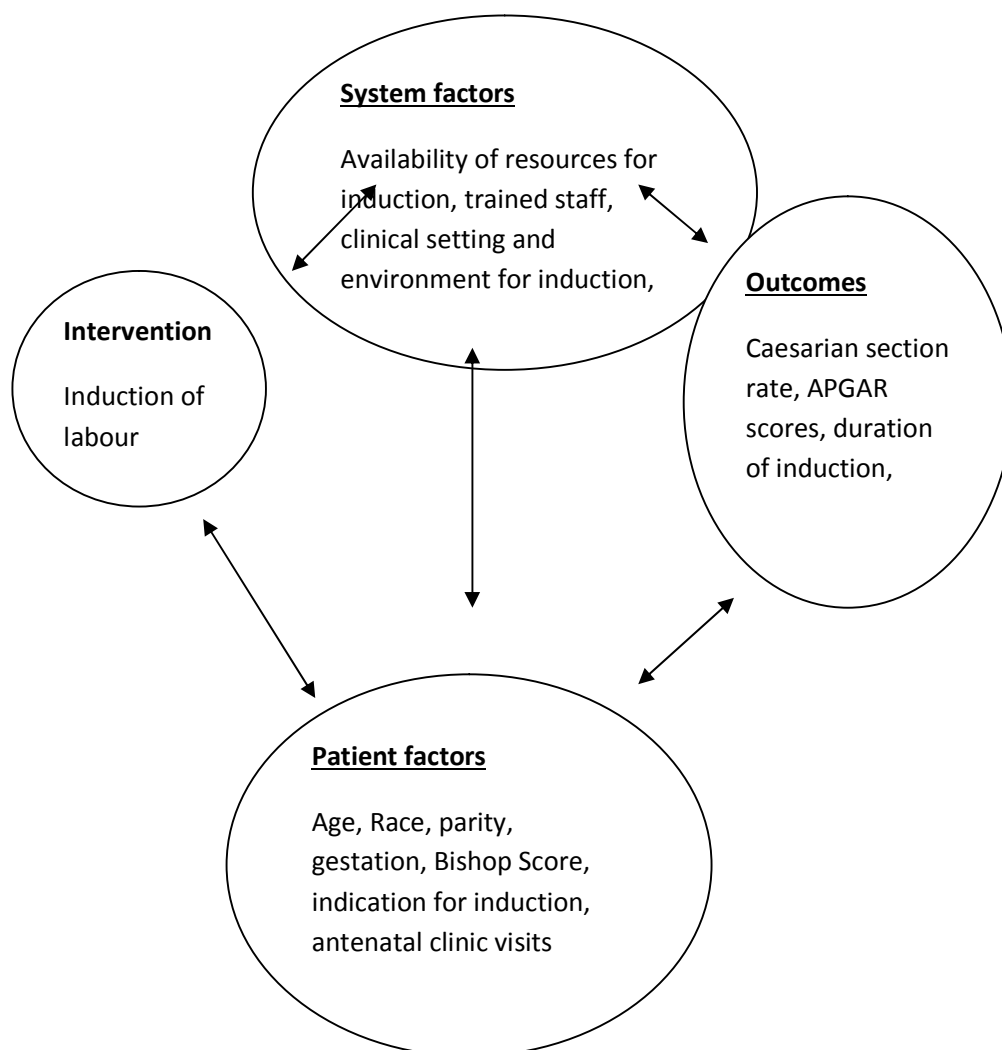 System factors
Availability of resources for
induction, trained staff,
clinical setting and
environment for induction,
Intervention
Induction of
labour
Outcomes
Caesarian section
rate, APGAR
scores, duration
of induction,
Patient factors
Age, Race, parity,
gestation, Bishop Score,
indication for induction,
antenatal clinic visits